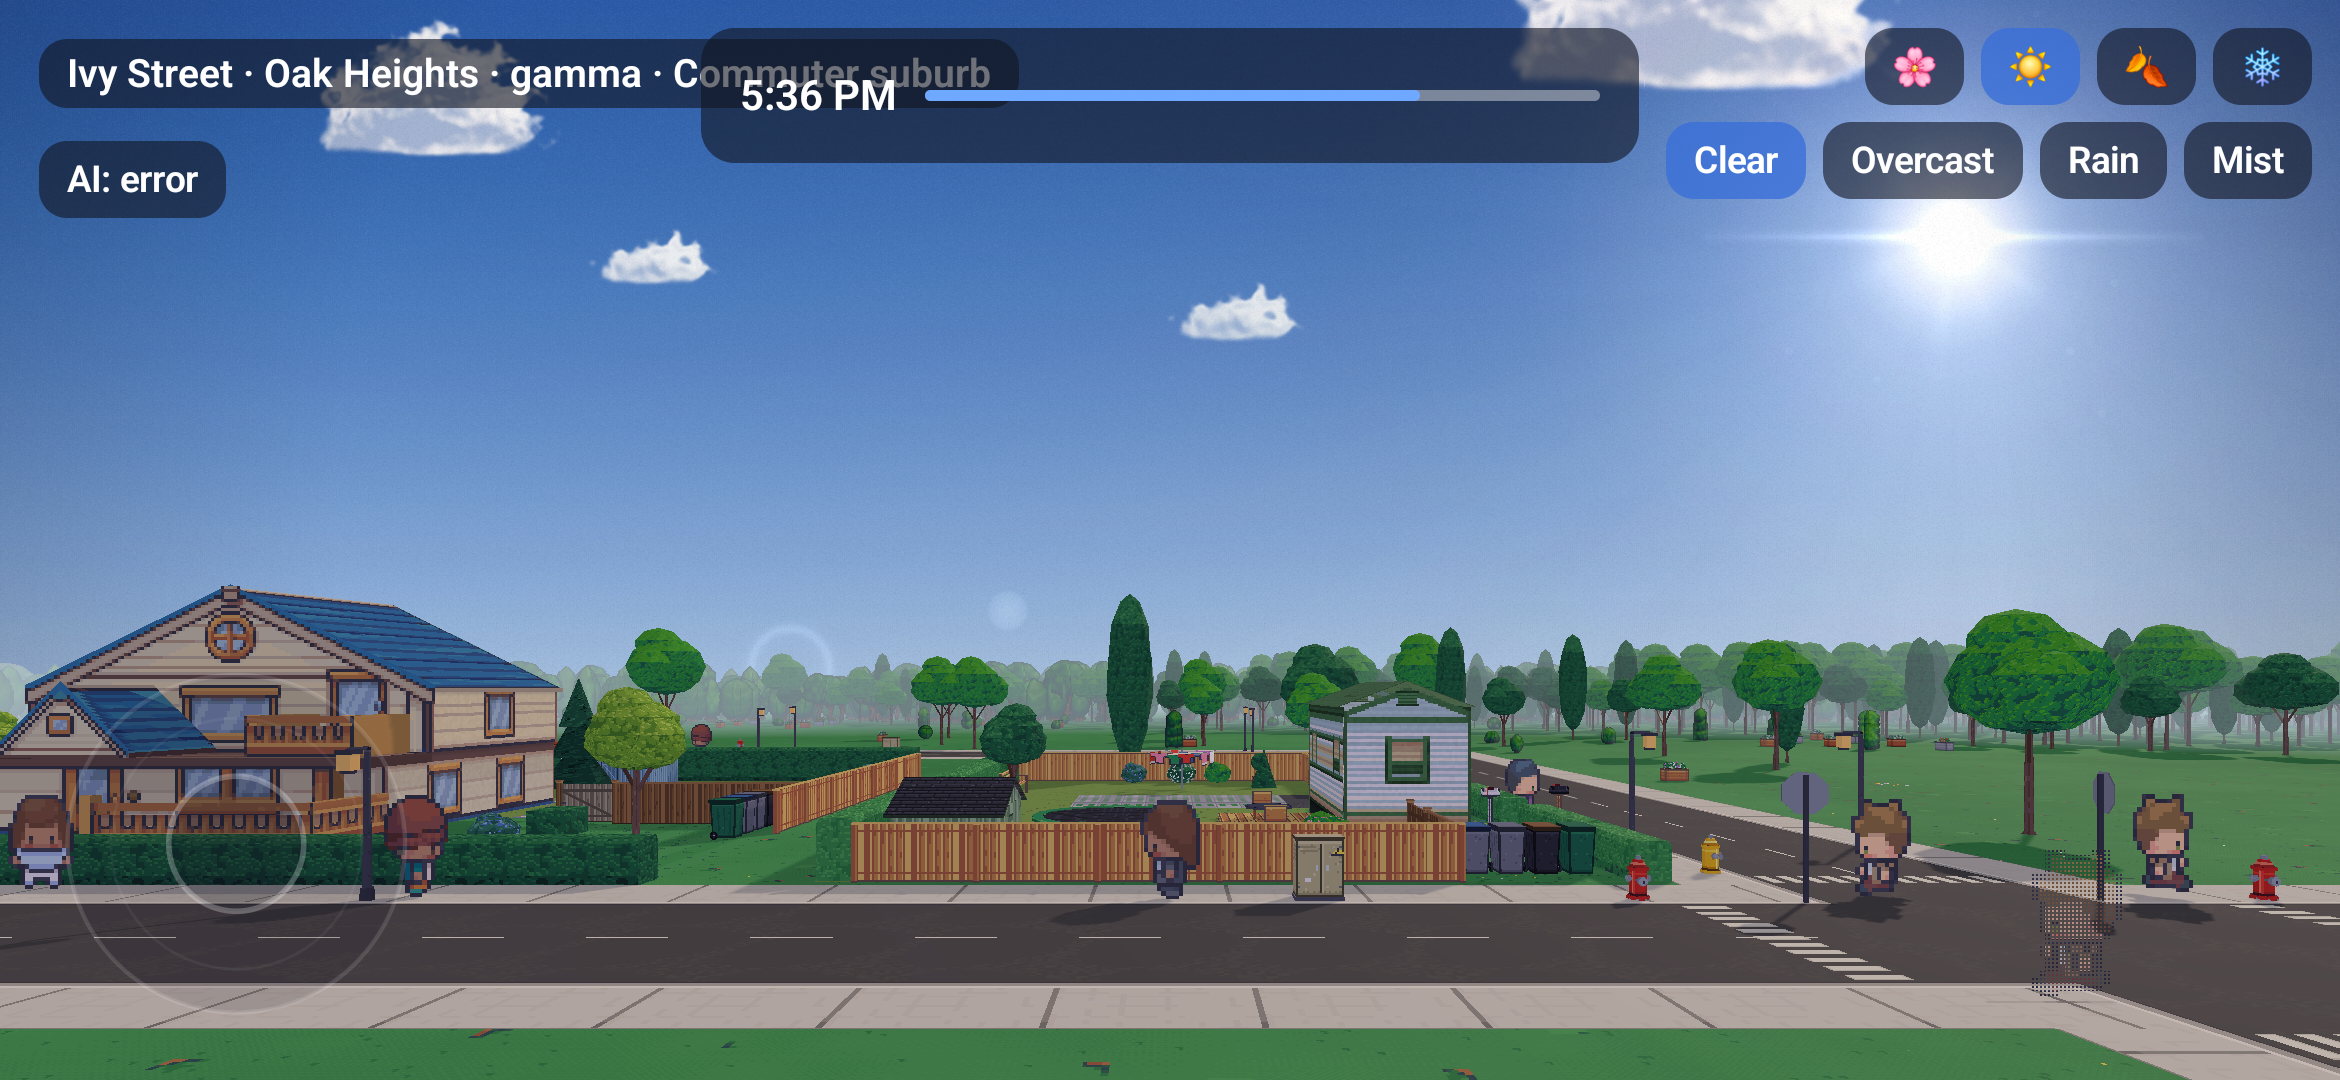 Ivy Street · Oak Heights · gamma · Commuter suburb
5:36 PM
AI: error
Clear
Overcast
Rain
Mist